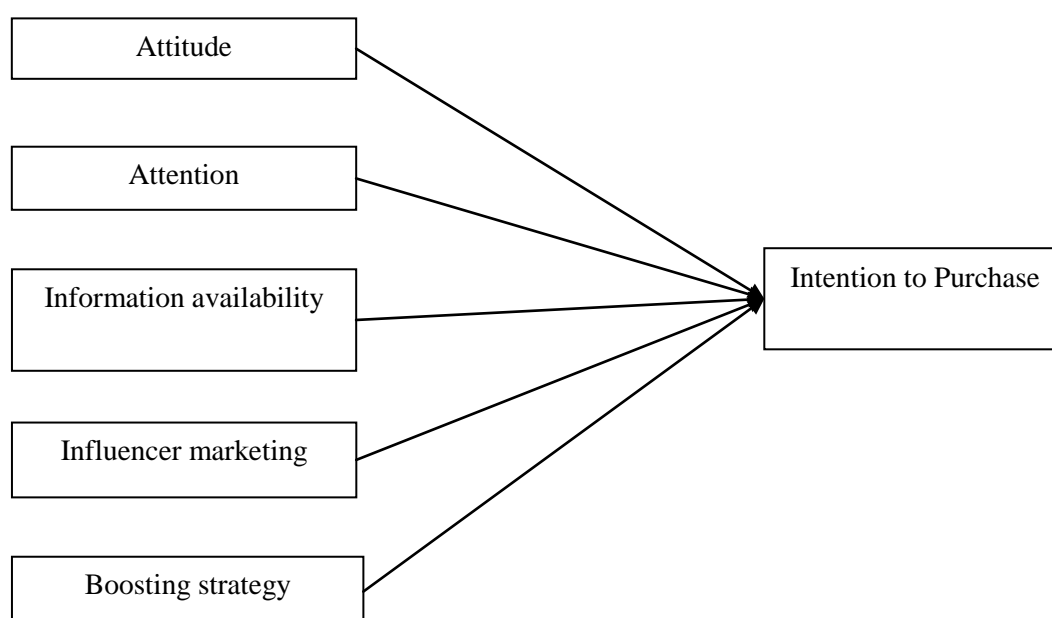 Attitude
Attention
Information availability
Influencer marketing
Boosting strategy
Intention to Purchase